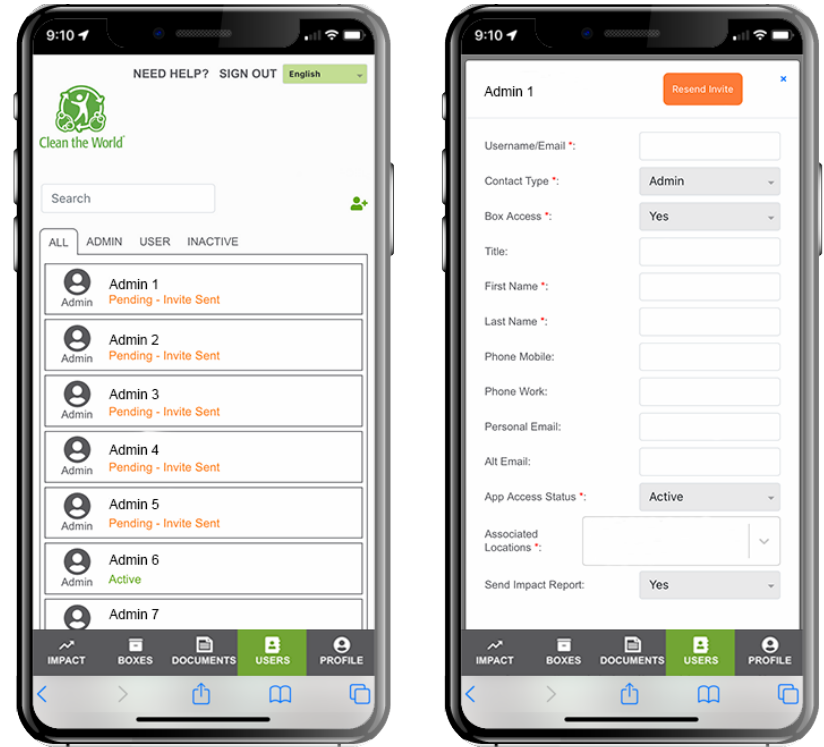 9:10
NEED HELP? SIGN OUT English
Clean the World
Search
ALL ADMIN USER INACTIVE
Admin 1
Pending - Invite Sent
Admin
Admin 2
Pending - Invite Sent
Admin
Admin 3
Pending - Invite Sent
Admin
Admin 4
Pending - Invite Sent
Admin
Admin 5
Pending - Invite Sent
Admin
Admin 6
Active
Admin
Admin 7
IMPACT BOXES DOCUMENTS USERS PROFILE
9:10
Admin 1 Resend Invite
Username/Email *:
Contact Type *: Admin
Box Access *: Yes
Title:
First Name *:
Last Name *:
Phone Mobile:
Phone Work:
Personal Email:
Alt Email:
App Access Status *: Active
Associated
Locations *:
Send Impact Report: Yes
IMPACT BOXES DOCUMENTS USERS PROFILE